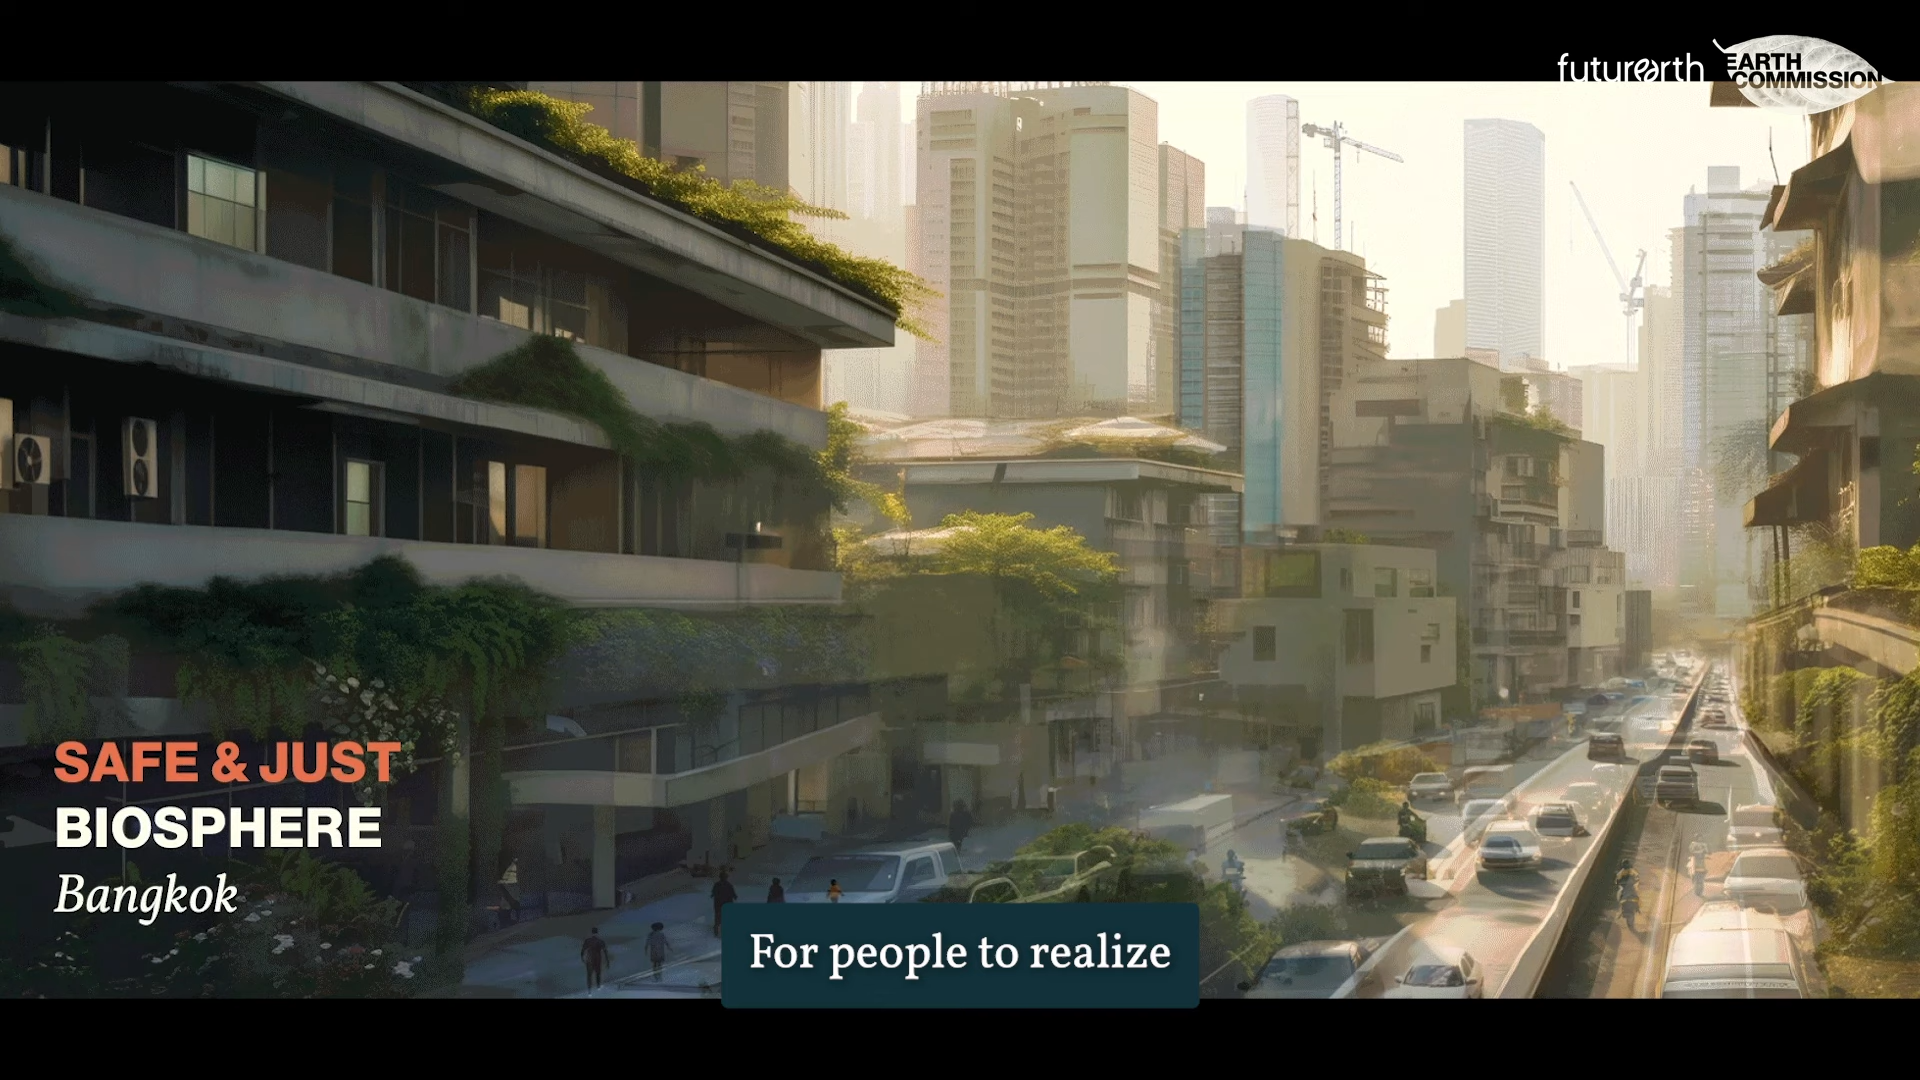 futurearth
EARTH
COMMISSION
SAFE & JUST
BIOSPHERE
Bangkok
For people to realize